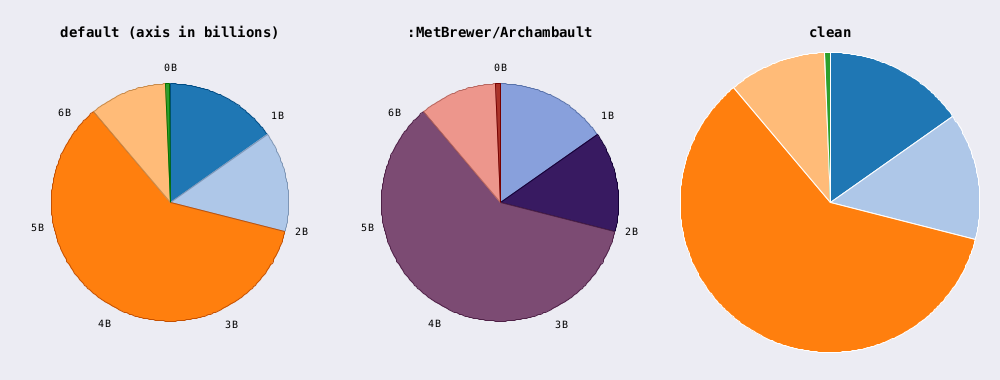 default (axis in billions)
0B
1B
2B
3B
4B
5B
6B
:MetBrewer/Archambault
0B
1B
2B
3B
4B
5B
6B
clean